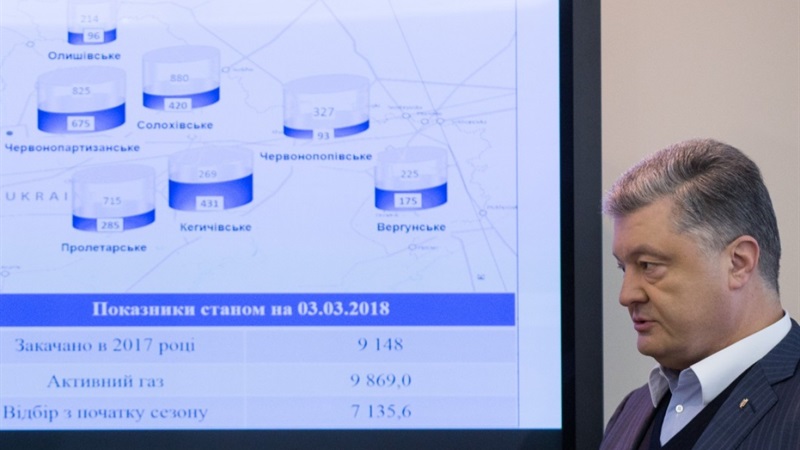 214
96
Олишівське
825
675
Червонопартизанське
880
420
Солохівське
327
93
Червонопопівське
UKRAI
715
285
Пролетарське
269
431
Кегичівське
225
175
Вергунське
Показники станом на 03.03.2018
Закачано в 2017 році 9 148
Активний газ 9 869,0
Відбір з початку сезону 7 135,6